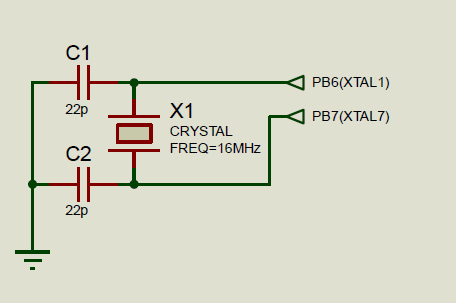 C1
22p
PB6(XTAL1)
PB7(XTAL7)
X1
CRYSTAL
FREQ=16MHz
C2
22p